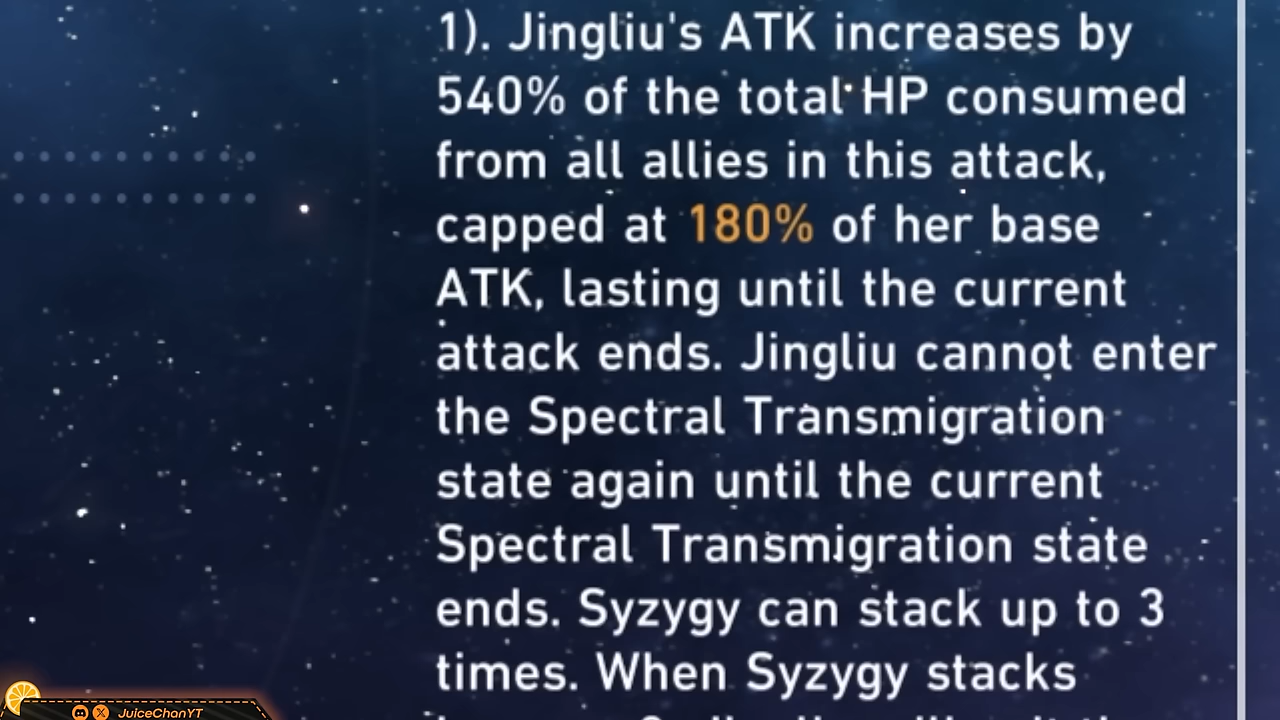 1). Jingliu's ATK increases by
540% of the total HP consumed
from all allies in this attack,
capped at 180% of her base
ATK, lasting until the current
attack ends. Jingliu cannot enter
the Spectral Transmigration
state again until the current
Spectral Transmigration state
ends. Syzygy can stack up to 3
times. When Syzygy stacks
JuiceChanYT